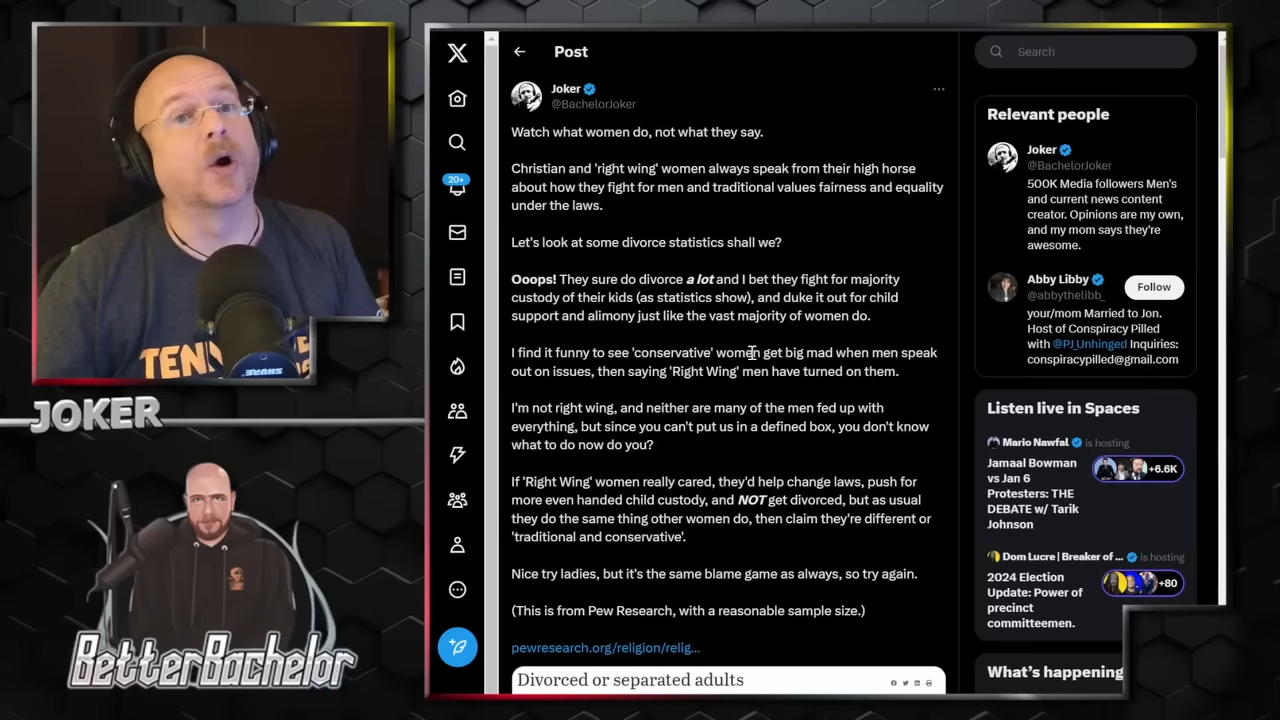 TENN
SHURE
JOKER
BetterBachelor
X
20+
Post
Joker
@BachelorJoker
Watch what women do, not what they say.
Christian and 'right wing' women always speak from their high horse
about how they fight for men and traditional values fairness and equality
under the laws.
Let's look at some divorce statistics shall we?
Ooops! They sure do divorce a lot and I bet they fight for majority
custody of their kids (as statistics show), and duke it out for child
support and alimony just like the vast majority of women do.
I find it funny to see 'conservative' women get big mad when men speak
out on issues, then saying 'Right Wing' men have turned on them.
I'm not right wing, and neither are many of the men fed up with
everything, but since you can't put us in a defined box, you don't know
what to do now do you?
If 'Right Wing' women really cared, they'd help change laws, push for
more even handed child custody, and NOT get divorced, but as usual
they do the same thing other women do, then claim they're different or
'traditional and conservative'.
Nice try ladies, but it's the same blame game as always, so try again.
(This is from Pew Research, with a reasonable sample size.)
pewresearch.org/religion/relig...
Divorced or separated adults
Search
Relevant people
Joker
@BachelorJoker
500K Media followers Men's
and current news content
creator. Opinions are my own,
and my mom says they're
awesome.
Abby Libby
@abbythelibb_
Follow
your/mom Married to Jon.
Host of Conspiracy Pilled
with @PJ_Unhinged Inquiries:
conspiracypilled@gmail.com
Listen live in Spaces
Mario Nawfal is hosting
Jamaal Bowman
vs Jan 6
Protesters: THE
DEBATE w/ Tarik
Johnson
+6.6K
Dom Lucre | Breaker of ... is hosting
2024 Election
Update: Power of
precinct
committeemen.
+80
What's happening